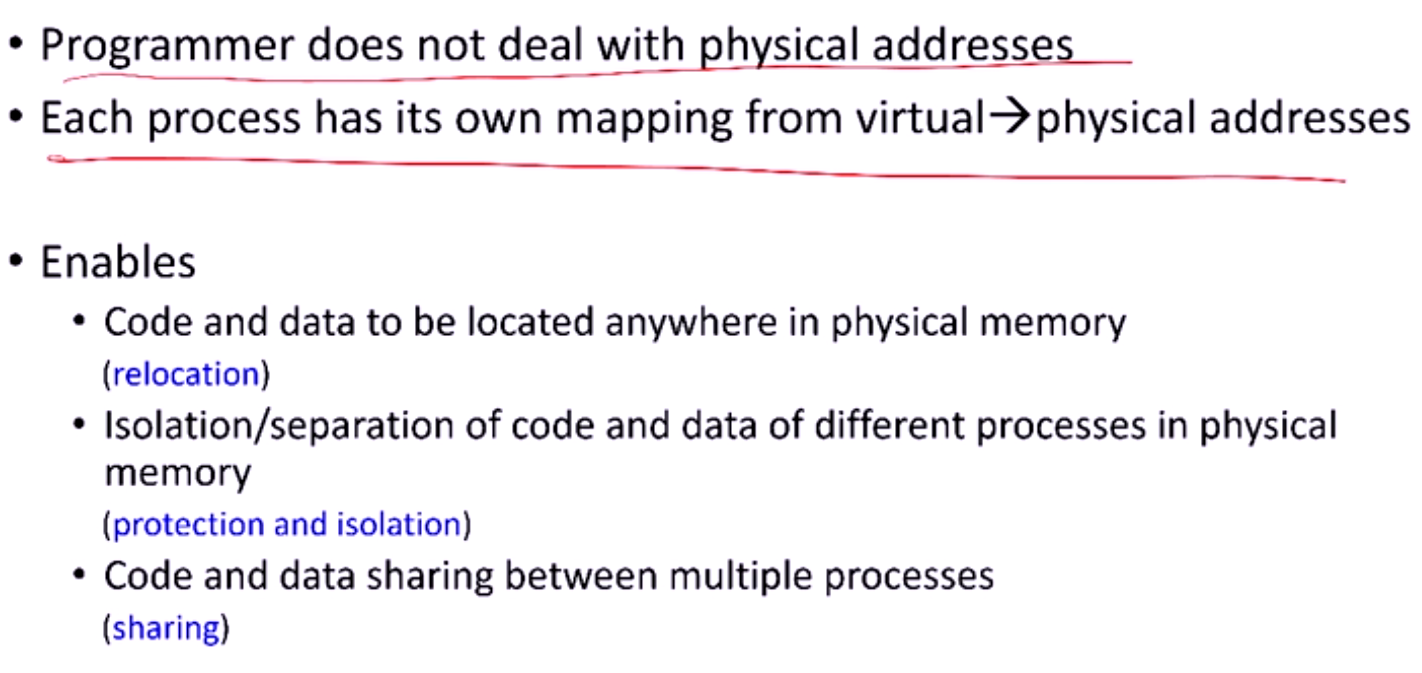 • Programmer does not deal with physical addresses
• Each process has its own mapping from virtual→physical addresses
• Enables
• Code and data to be located anywhere in physical memory
(relocation)
• Isolation/separation of code and data of different processes in physical
memory
(protection and isolation)
• Code and data sharing between multiple processes
(sharing)